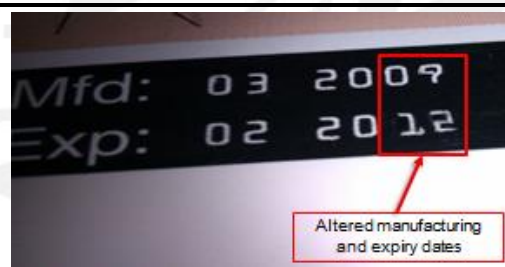 Mfd: 03 2009
Exp: 02 2012
Altered manufacturing
and expiry dates